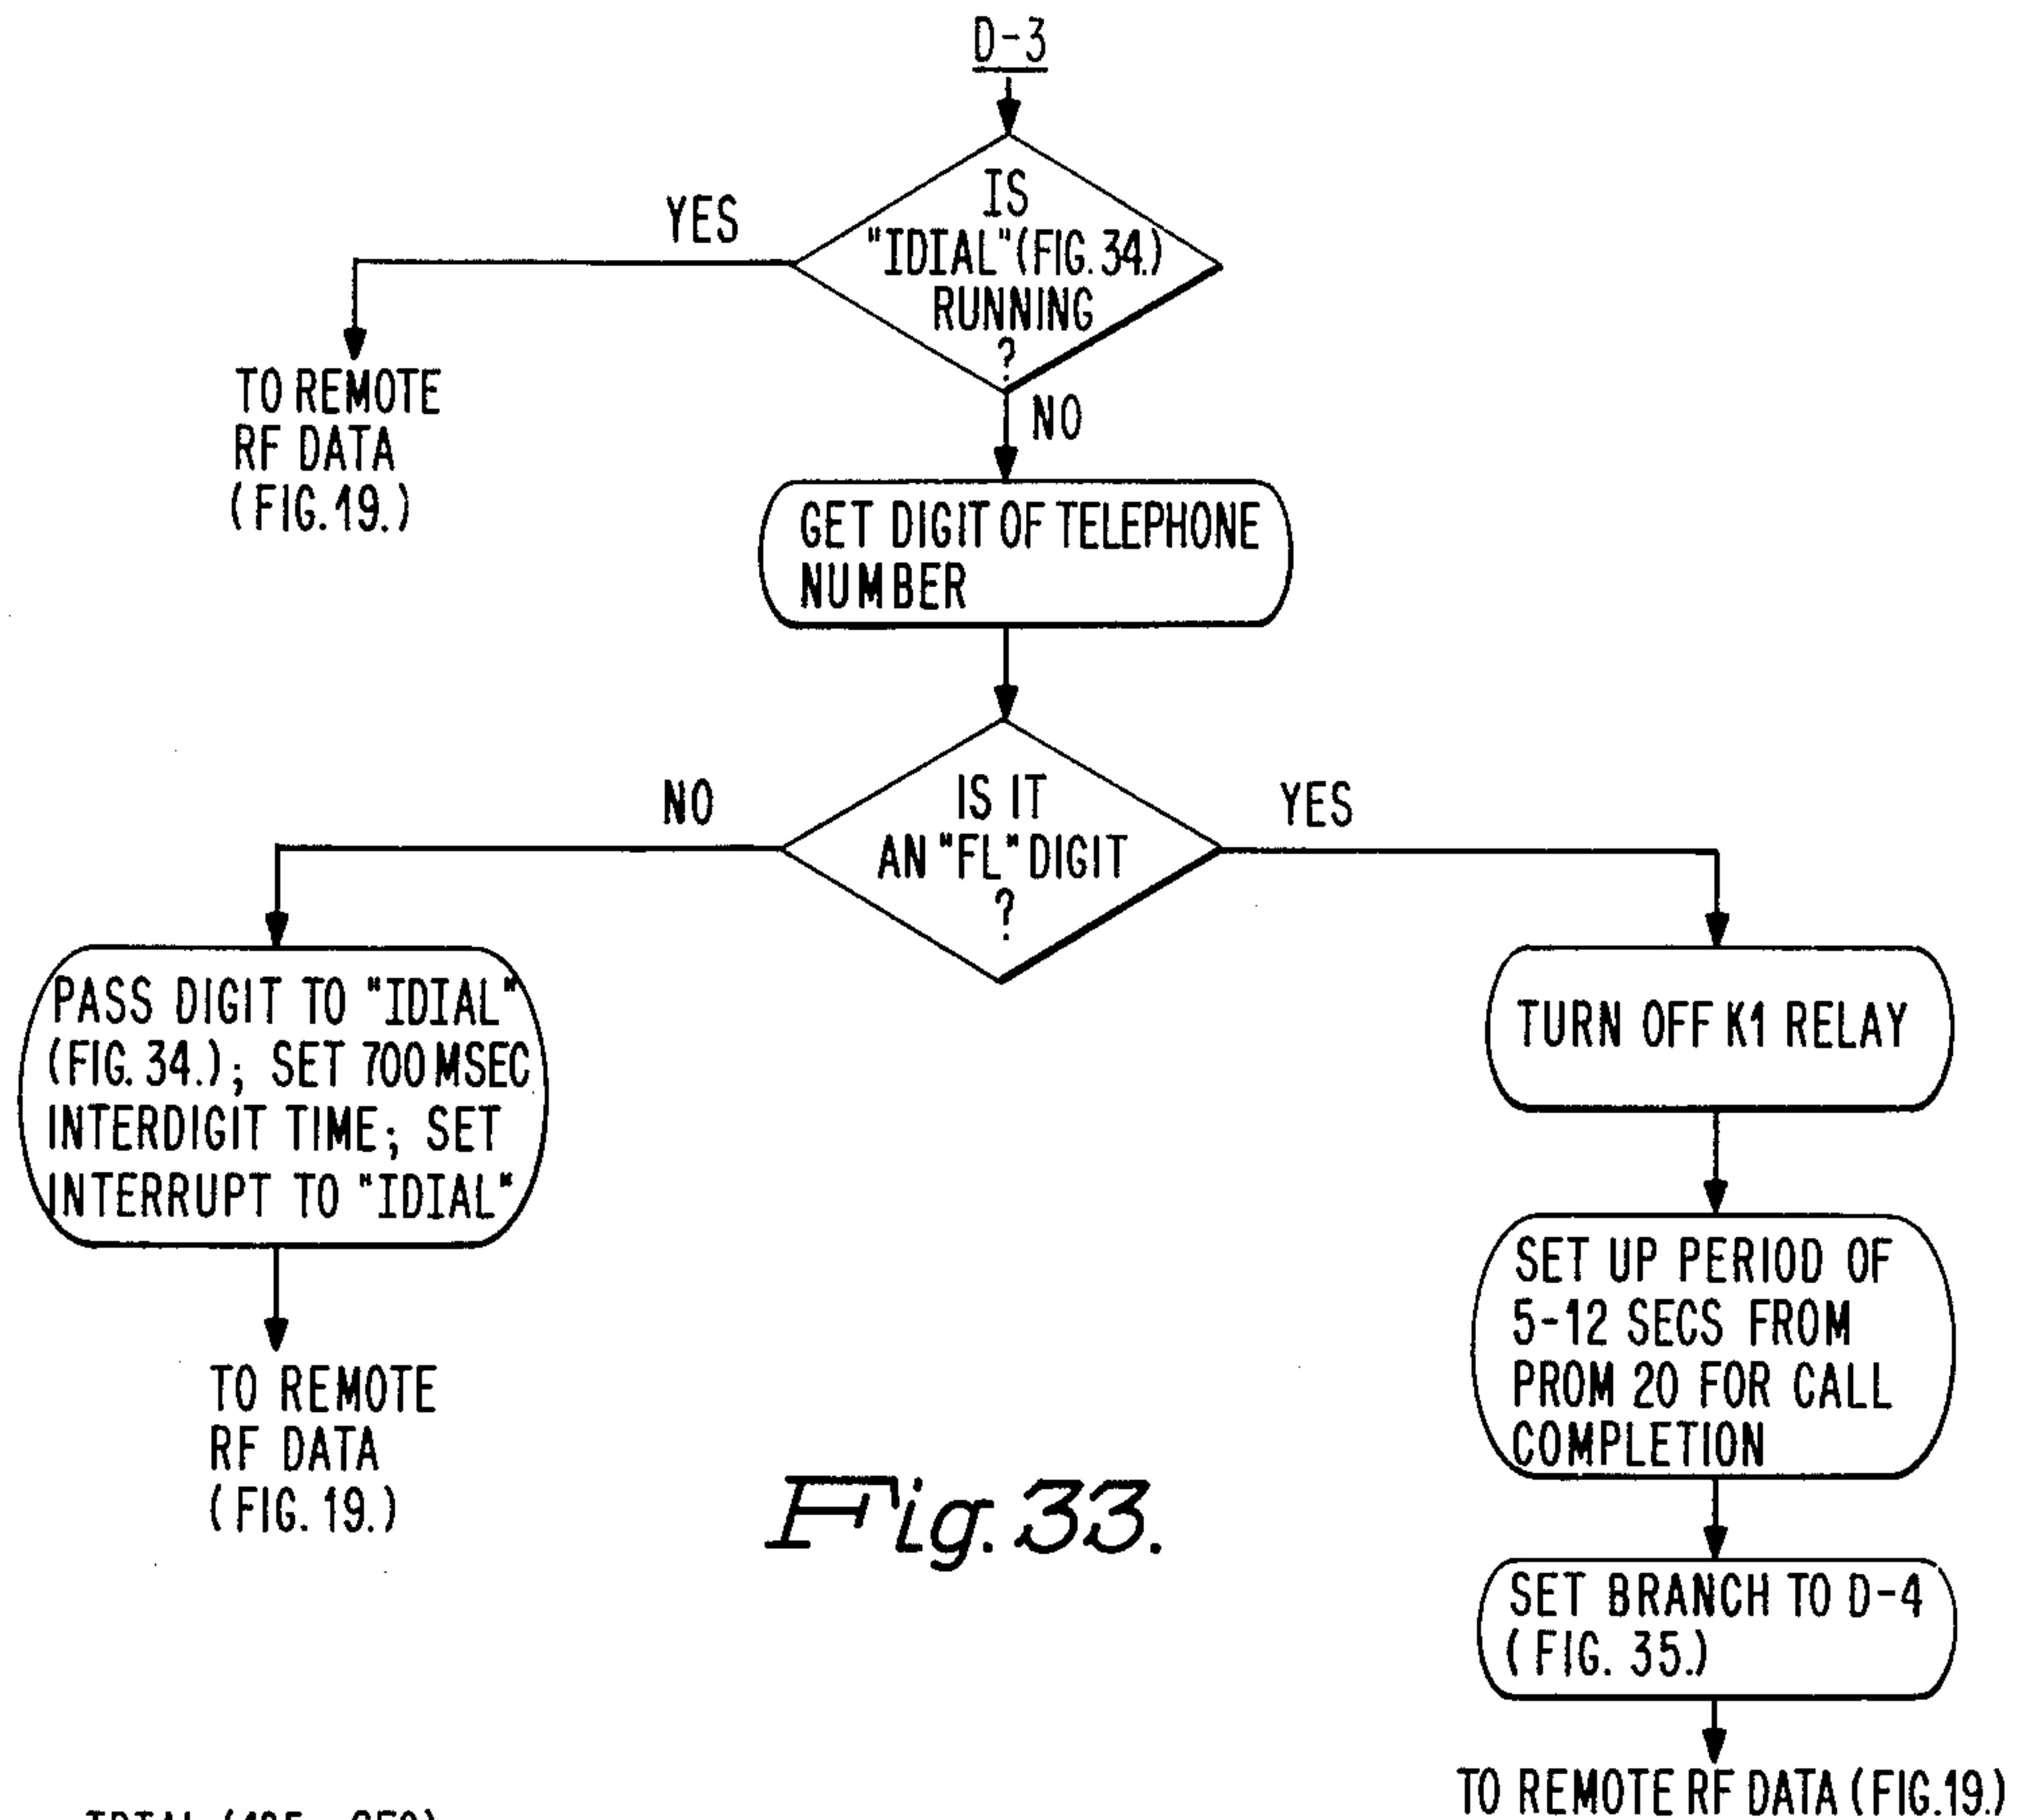 D-3
IS
"IDIAL" (FIG. 34.)
RUNNING
?
YES
NO
TO REMOTE
RF DATA
(FIG. 19.)
GET DIGIT OF TELEPHONE
NUMBER
IS IT
AN "FL" DIGIT
?
NO
YES
PASS DIGIT TO "IDIAL"
(FIG. 34.); SET 700 MSEC
INTERDIGIT TIME; SET
INTERRUPT TO "IDIAL"
TO REMOTE
RF DATA
(FIG. 19.)
TURN OFF K1 RELAY
SET UP PERIOD OF
5-12 SECS FROM
PROM 20 FOR CALL
COMPLETION
SET BRANCH TO D-4
(FIG. 35.)
TO REMOTE RF DATA (FIG. 19.)
Fig. 33.